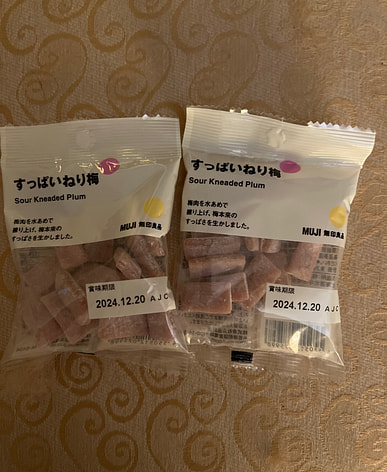 すっぱいねり梅
Sour Kneaded Plum
梅肉を水あめで
練り上げ、梅本来の
すっぱさを生かしました。
MUJI 無印良品
賞味期限
2024.12.20 AJC
すっぱいねり梅
Sour Kneaded Plum
梅肉を水あめで
練り上げ、梅本来の
すっぱさを生かしました。
MUJI 無印良品
賞味期限
2024.12.20 AJC